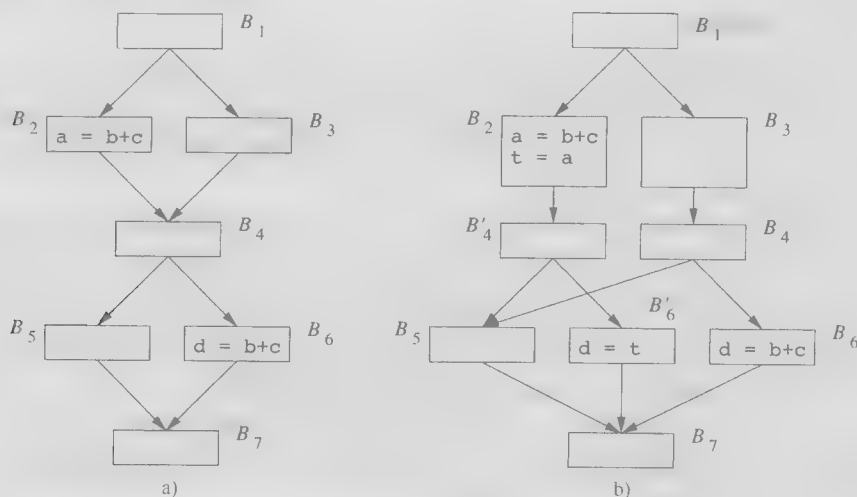 B1
B2
a = b+c
B3
B4
B5
B6
d = b+c
B7
a)
B1
B2
a = b+c
t = a
B3
B'4
B4
B5
B'6
d = t
d = b+c
B6
B7
b)